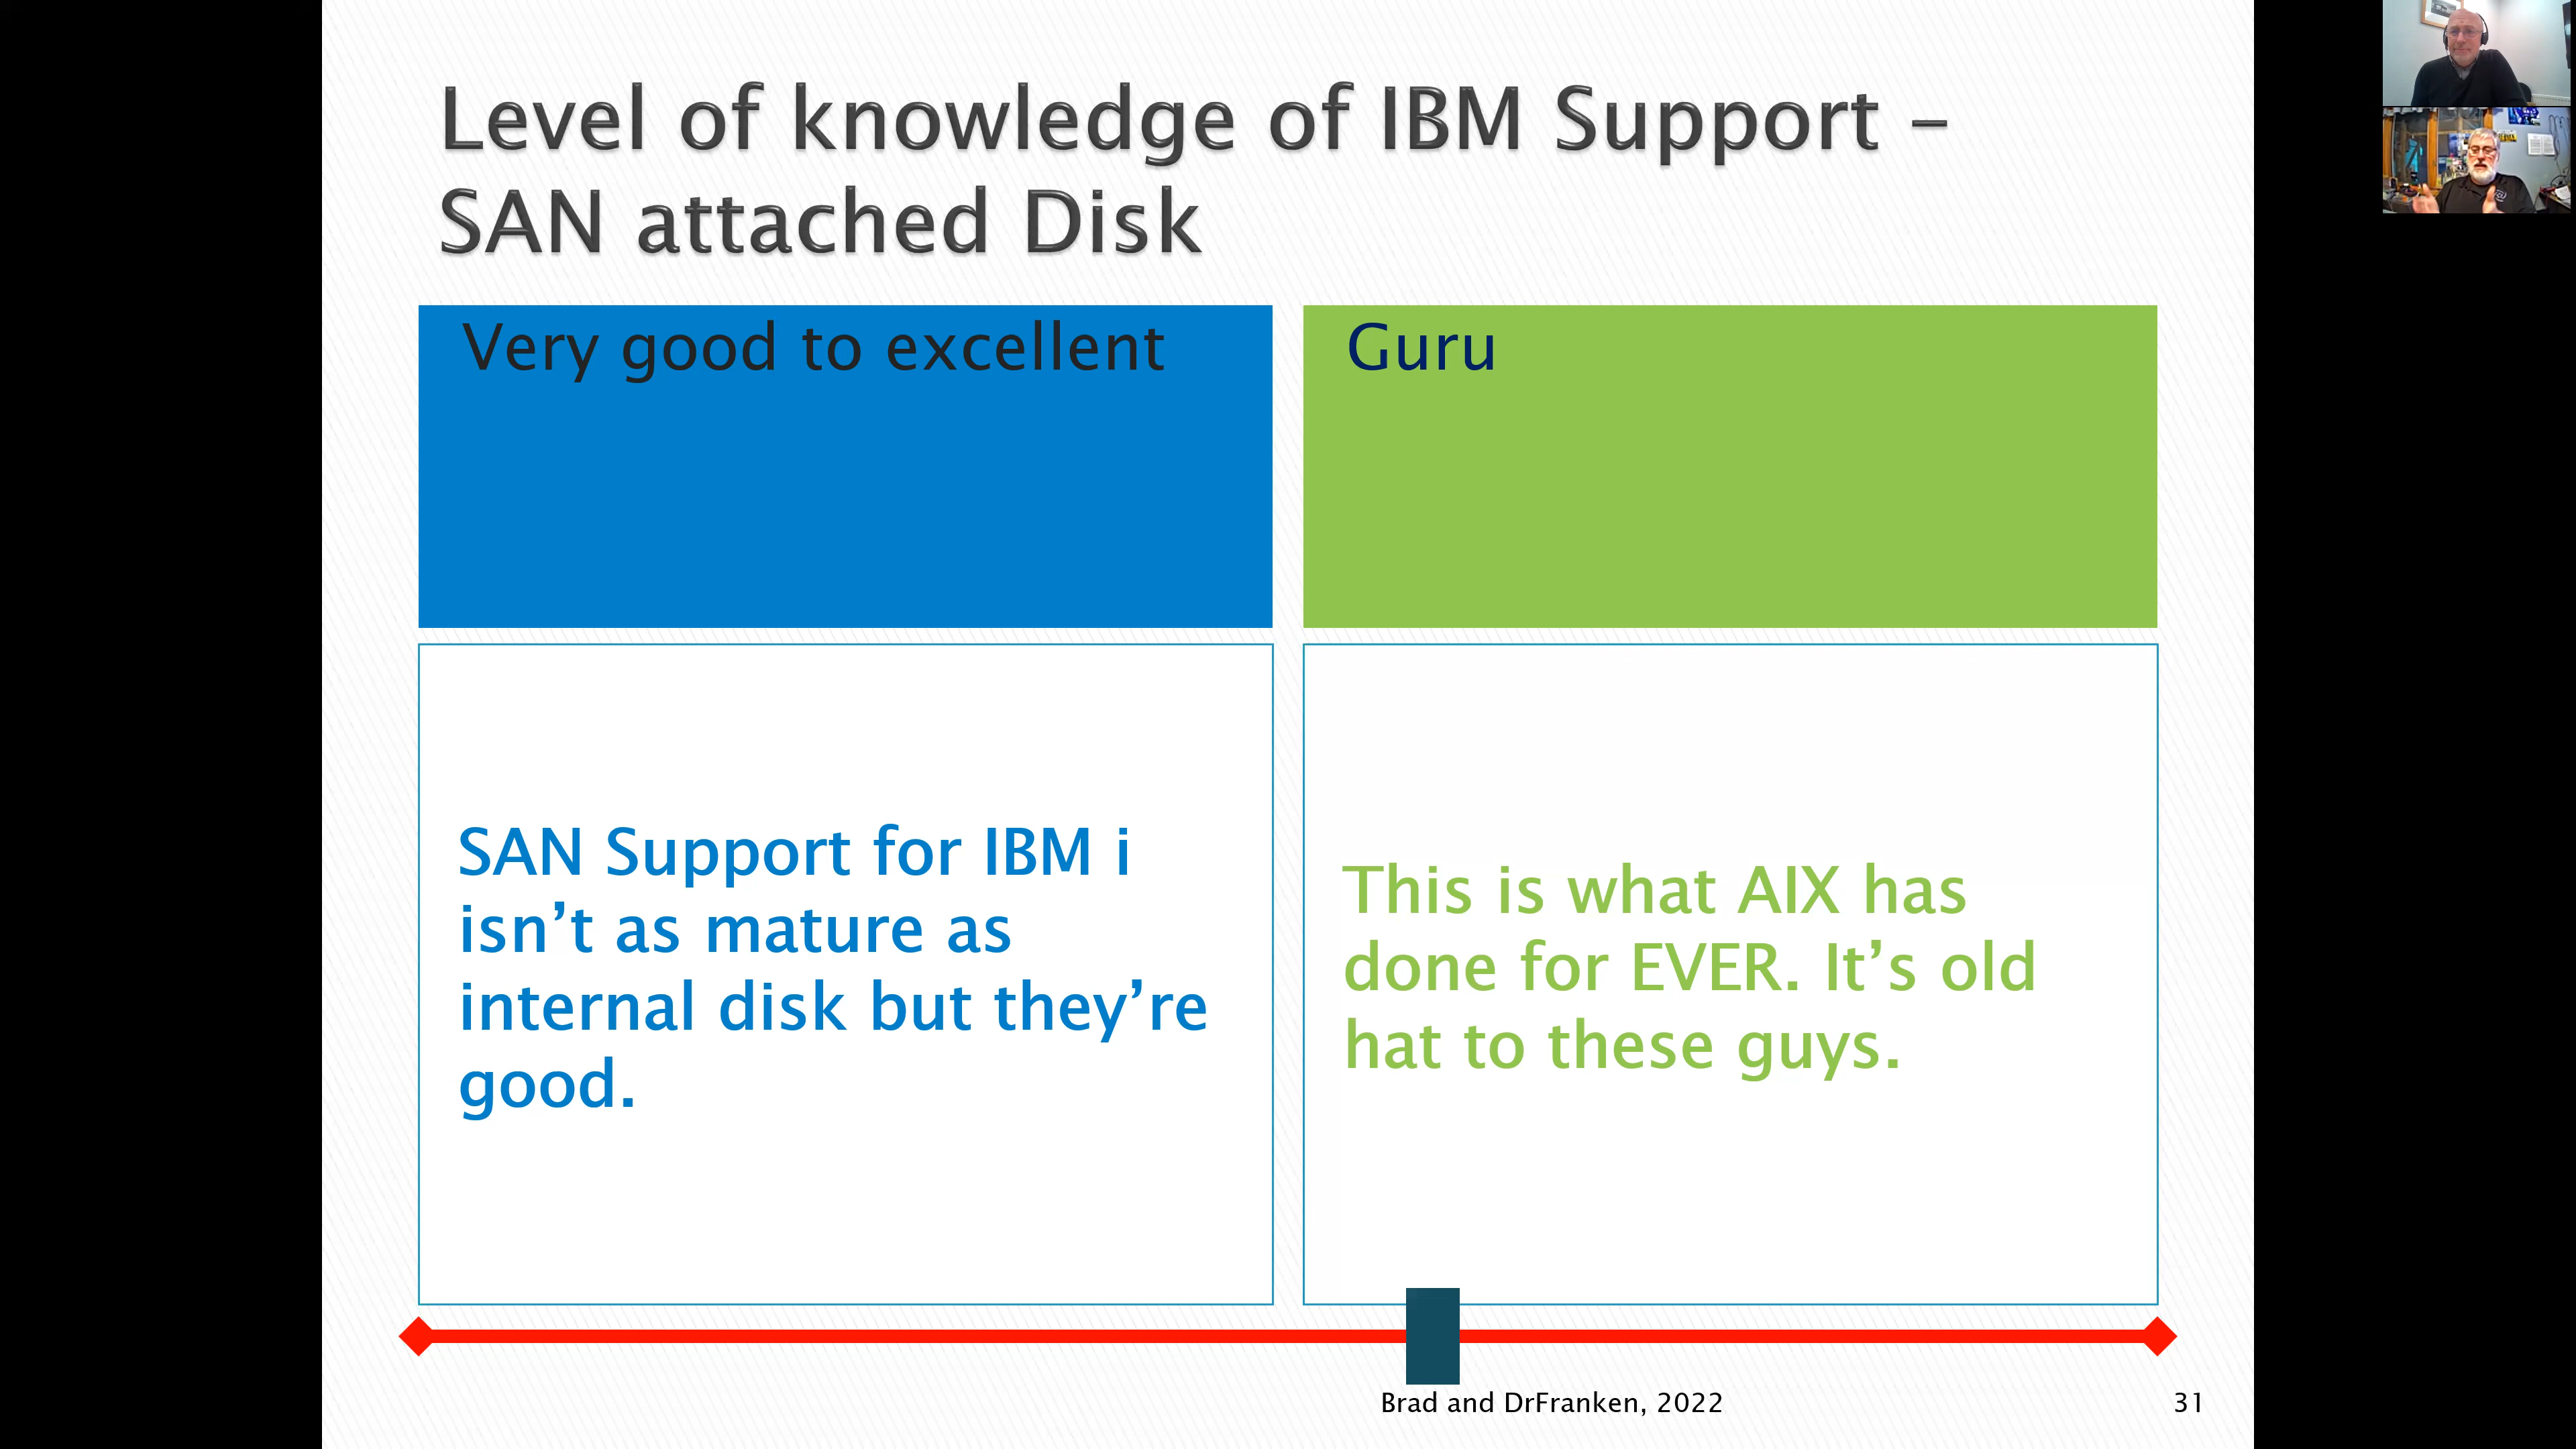 Level of knowledge of IBM Support –
SAN attached Disk
Very good to excellent
Guru
SAN Support for IBM i
isn’t as mature as
internal disk but they’re
good.
This is what AIX has
done for EVER. It’s old
hat to these guys.
Brad and DrFranken, 2022
31